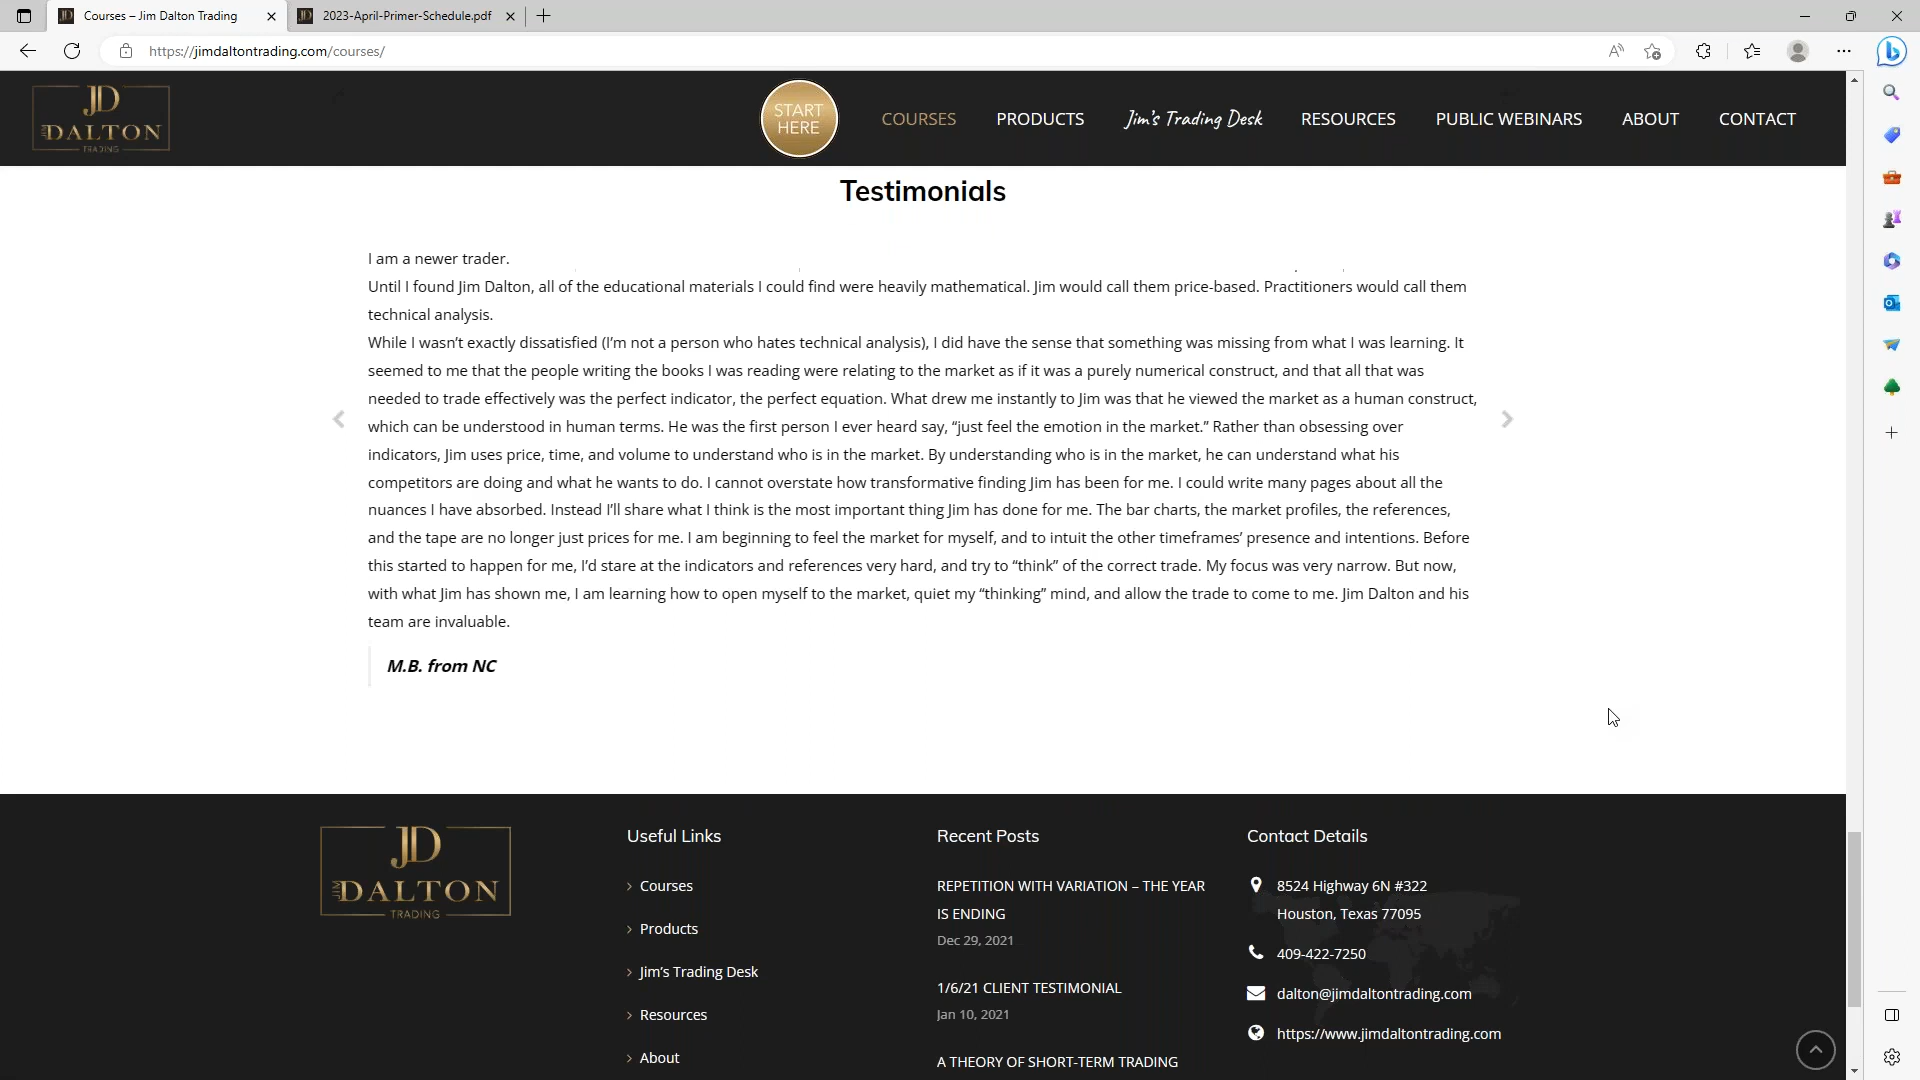 Courses – Jim Dalton Trading
2023-April-Primer-Schedule.pdf
https://jimdaltontrading.com/courses/
JD
JIM DALTON
TRADING
START
HERE
COURSES
PRODUCTS
Jim's Trading Desk
RESOURCES
PUBLIC WEBINARS
ABOUT
CONTACT
Testimonials
I am a newer trader.
Until I found Jim Dalton, all of the educational materials I could find were heavily mathematical. Jim would call them price-based. Practitioners would call them
technical analysis.
While I wasn’t exactly dissatisfied (I’m not a person who hates technical analysis), I did have the sense that something was missing from what I was learning. It
seemed to me that the people writing the books I was reading were relating to the market as if it was a purely numerical construct, and that all that was
needed to trade effectively was the perfect indicator, the perfect equation. What drew me instantly to Jim was that he viewed the market as a human construct,
which can be understood in human terms. He was the first person I ever heard say, “just feel the emotion in the market.” Rather than obsessing over
indicators, Jim uses price, time, and volume to understand who is in the market. By understanding who is in the market, he can understand what his
competitors are doing and what he wants to do. I cannot overstate how transformative finding Jim has been for me. I could write many pages about all the
nuances I have absorbed. Instead I’ll share what I think is the most important thing Jim has done for me. The bar charts, the market profiles, the references,
and the tape are no longer just prices for me. I am beginning to feel the market for myself, and to intuit the other timeframes’ presence and intentions. Before
this started to happen for me, I’d stare at the indicators and references very hard, and try to “think” of the correct trade. My focus was very narrow. But now,
with what Jim has shown me, I am learning how to open myself to the market, quiet my “thinking” mind, and allow the trade to come to me. Jim Dalton and his
team are invaluable.
M.B. from NC
JD
JIM DALTON
TRADING
Useful Links
Courses
Products
Jim’s Trading Desk
Resources
About
Recent Posts
REPETITION WITH VARIATION – THE YEAR
IS ENDING
Dec 29, 2021
1/6/21 CLIENT TESTIMONIAL
Jan 10, 2021
A THEORY OF SHORT-TERM TRADING
Contact Details
8524 Highway 6N #322
Houston, Texas 77095
409-422-7250
dalton@jimdaltontrading.com
https://www.jimdaltontrading.com